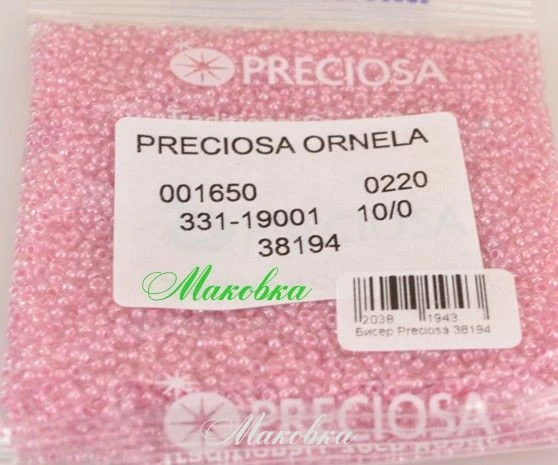 PRECIOSA
PRECIOSA ORNELA
001650 0220
331-19001 10/0
38194
Маковка
2038 1943
Бисер Preciosa 38194
PRECIOSA
Маковка